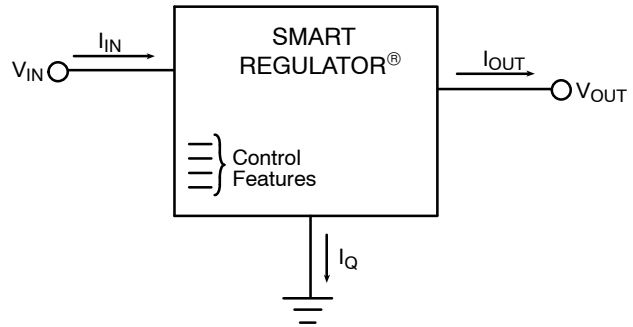 SMART
REGULATOR®
I_IN
V_IN
I_OUT
V_OUT
Control
Features
I_Q